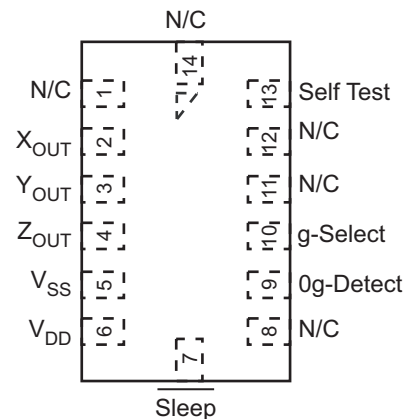 N/C
14
N/C 1 13 Self Test
X_OUT 2 12 N/C
Y_OUT 3 11 N/C
Z_OUT 4 10 g-Select
V_SS 5 9 0g-Detect
V_DD 6 8 N/C
7
Sleep